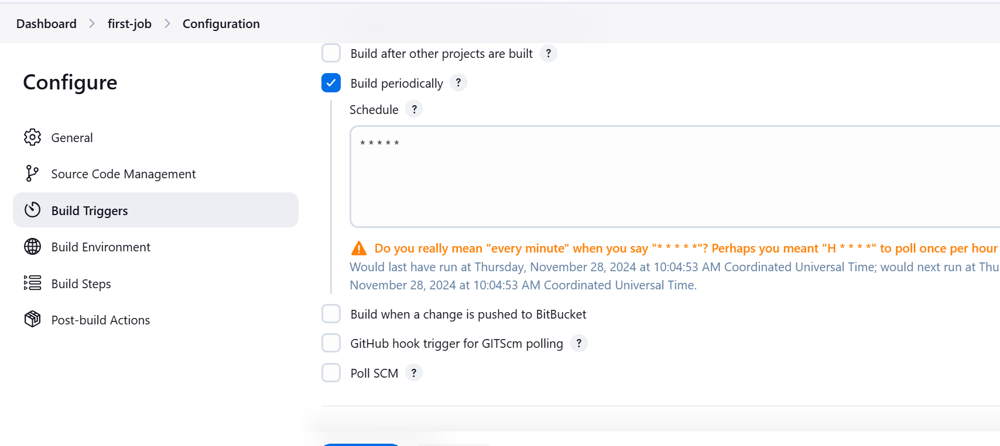 Dashboard > first-job > Configuration
Configure
General
Source Code Management
Build Triggers
Build Environment
Build Steps
Post-build Actions
Build after other projects are built ?
Build periodically ?
Schedule ?
* * * * *
Do you really mean "every minute" when you say "* * * * *"? Perhaps you meant "H * * * *" to poll once per hour
Would last have run at Thursday, November 28, 2024 at 10:04:53 AM Coordinated Universal Time; would next run at Thu
November 28, 2024 at 10:04:53 AM Coordinated Universal Time.
Build when a change is pushed to BitBucket
GitHub hook trigger for GITScm polling ?
Poll SCM ?